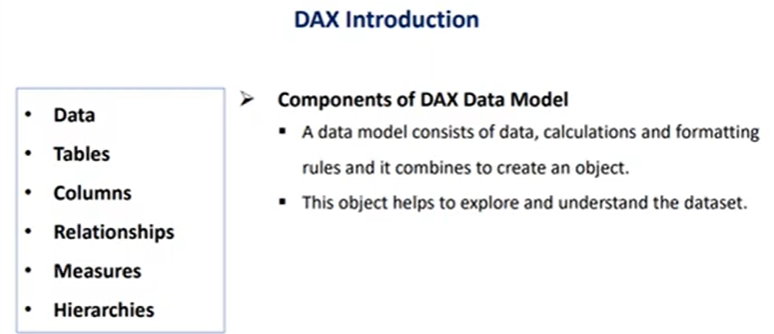 DAX Introduction
• Data
• Tables
• Columns
• Relationships
• Measures
• Hierarchies
➢ Components of DAX Data Model
▪ A data model consists of data, calculations and formatting
rules and it combines to create an object.
▪ This object helps to explore and understand the dataset.